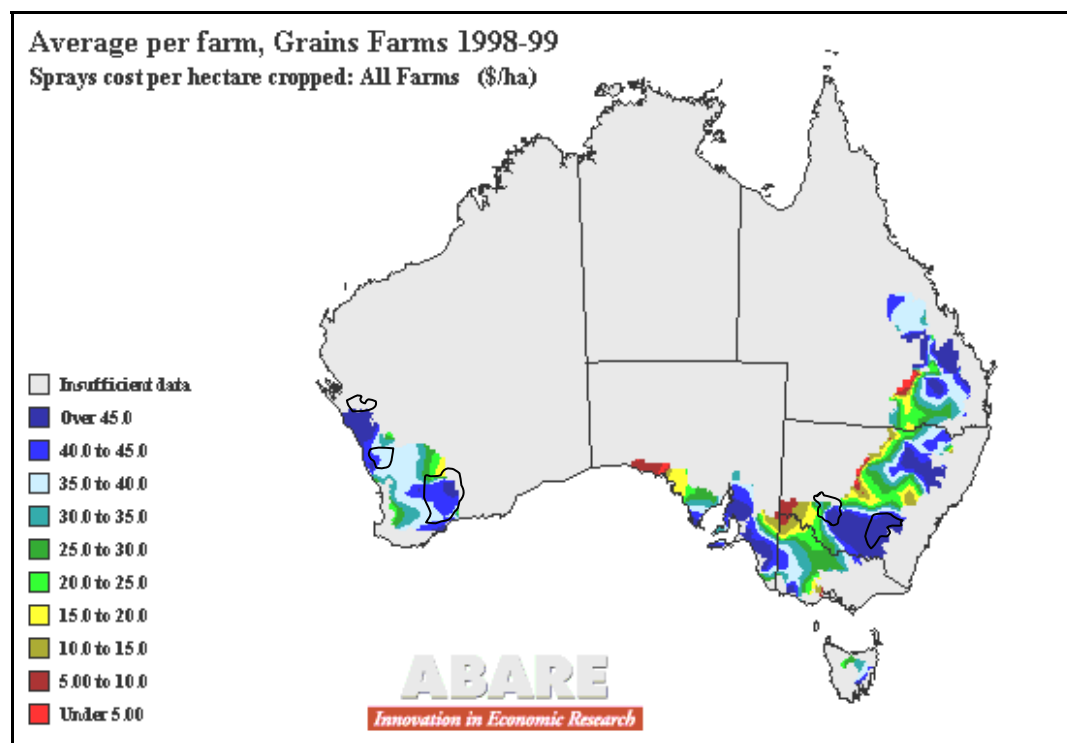 Average per farm, Grains Farms 1998-99
Sprays cost per hectare cropped: All Farms ($/ha)
Insufficient data
Over 45.0
40.0 to 45.0
35.0 to 40.0
30.0 to 35.0
25.0 to 30.0
20.0 to 25.0
15.0 to 20.0
10.0 to 15.0
5.00 to 10.0
Under 5.00
ABARE
Innovation in Economic Research